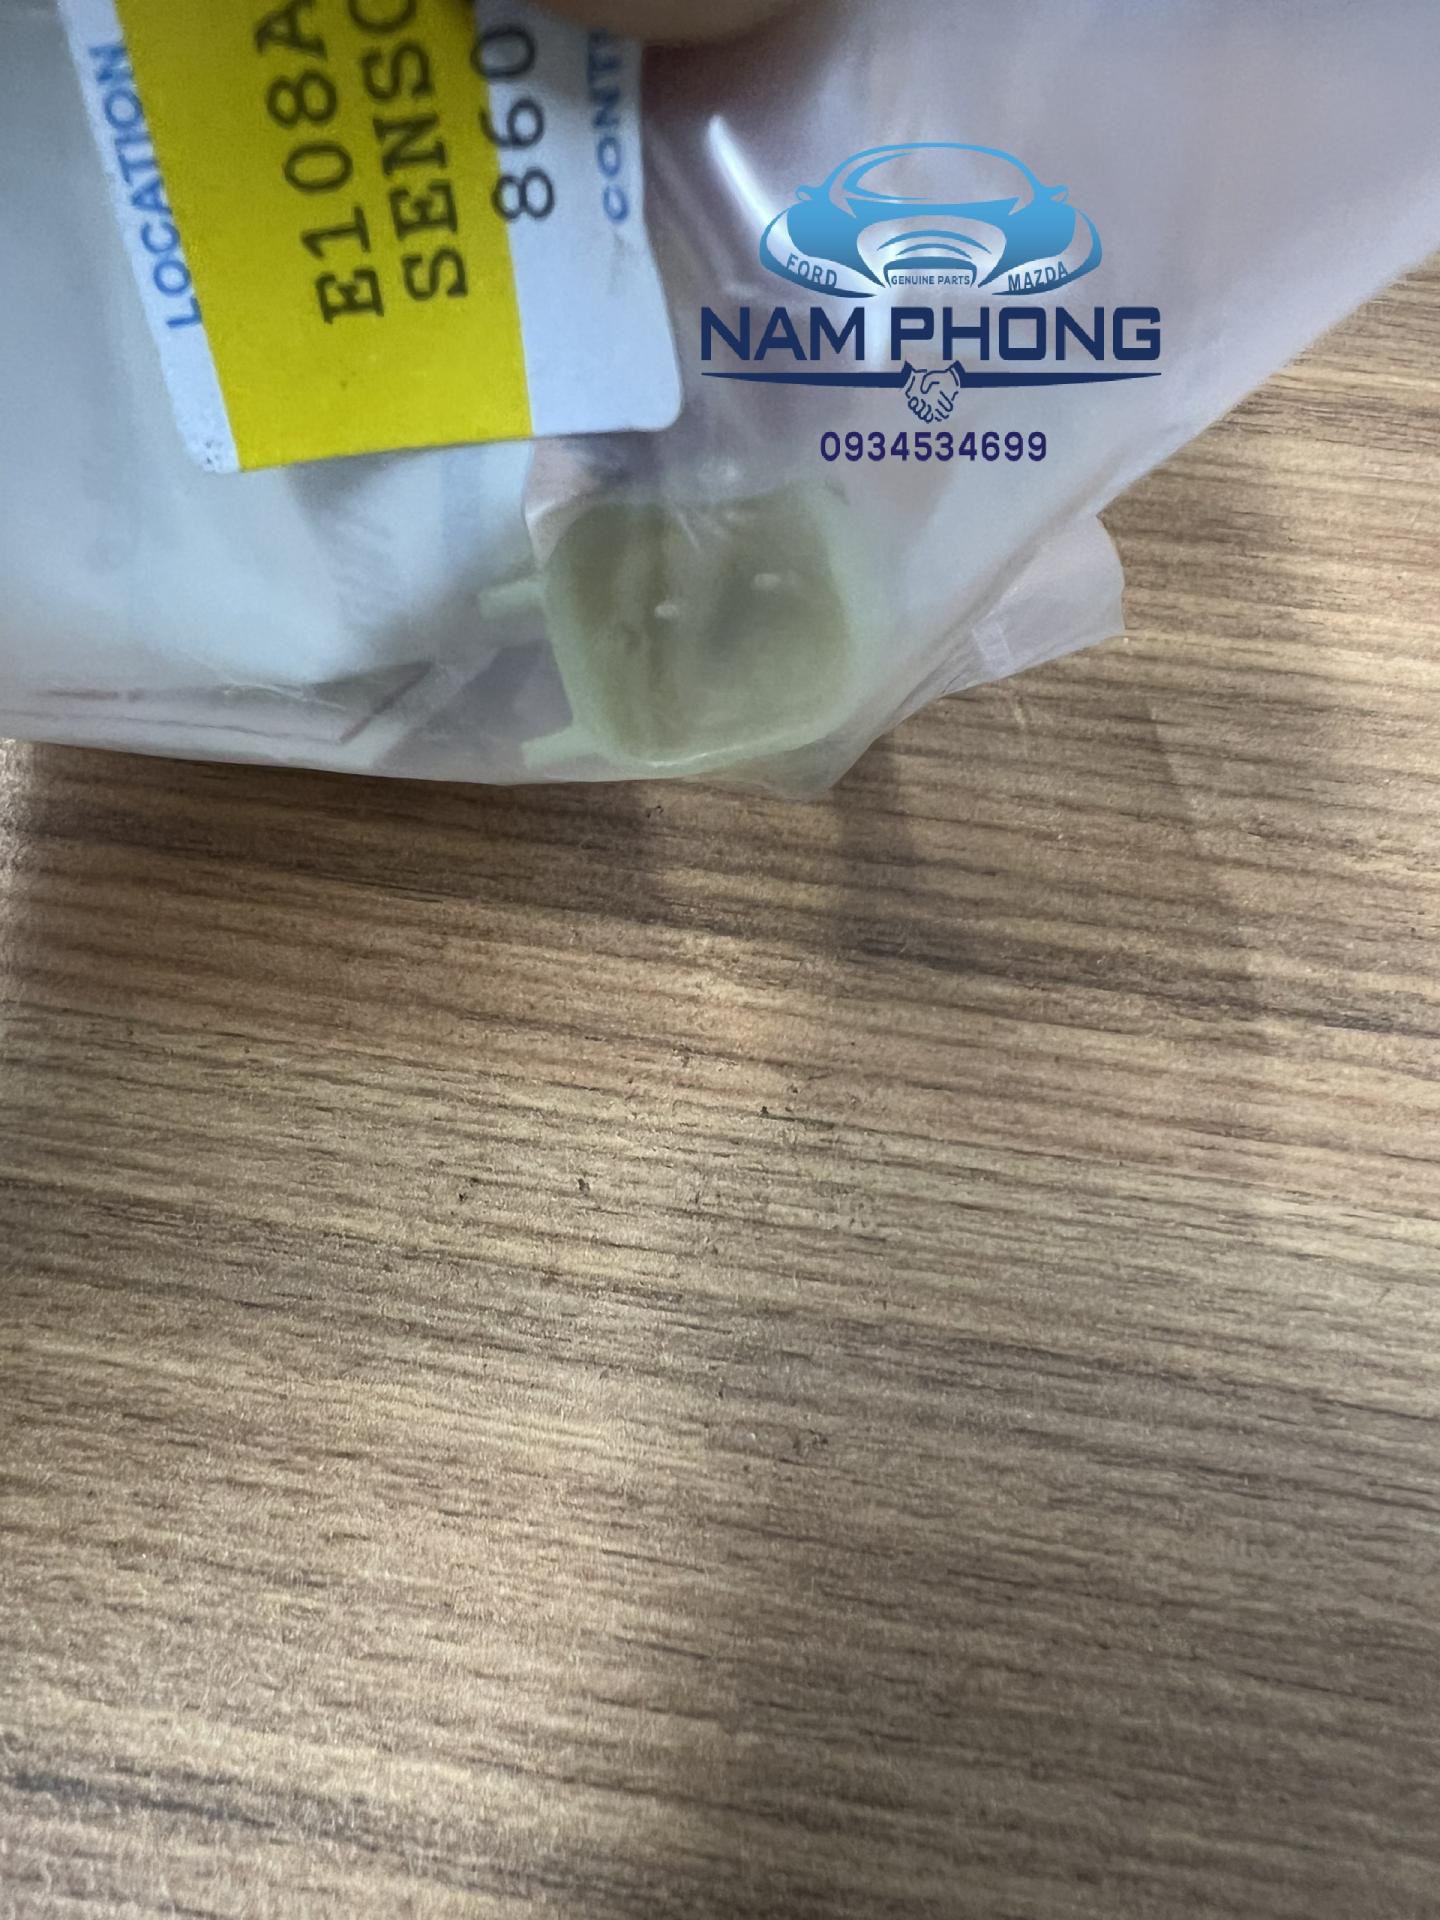 LOCATION
E108A
SENSO
860
CONT
FORD
GENUINE PARTS
MAZDA
NAM PHONG
0934534699